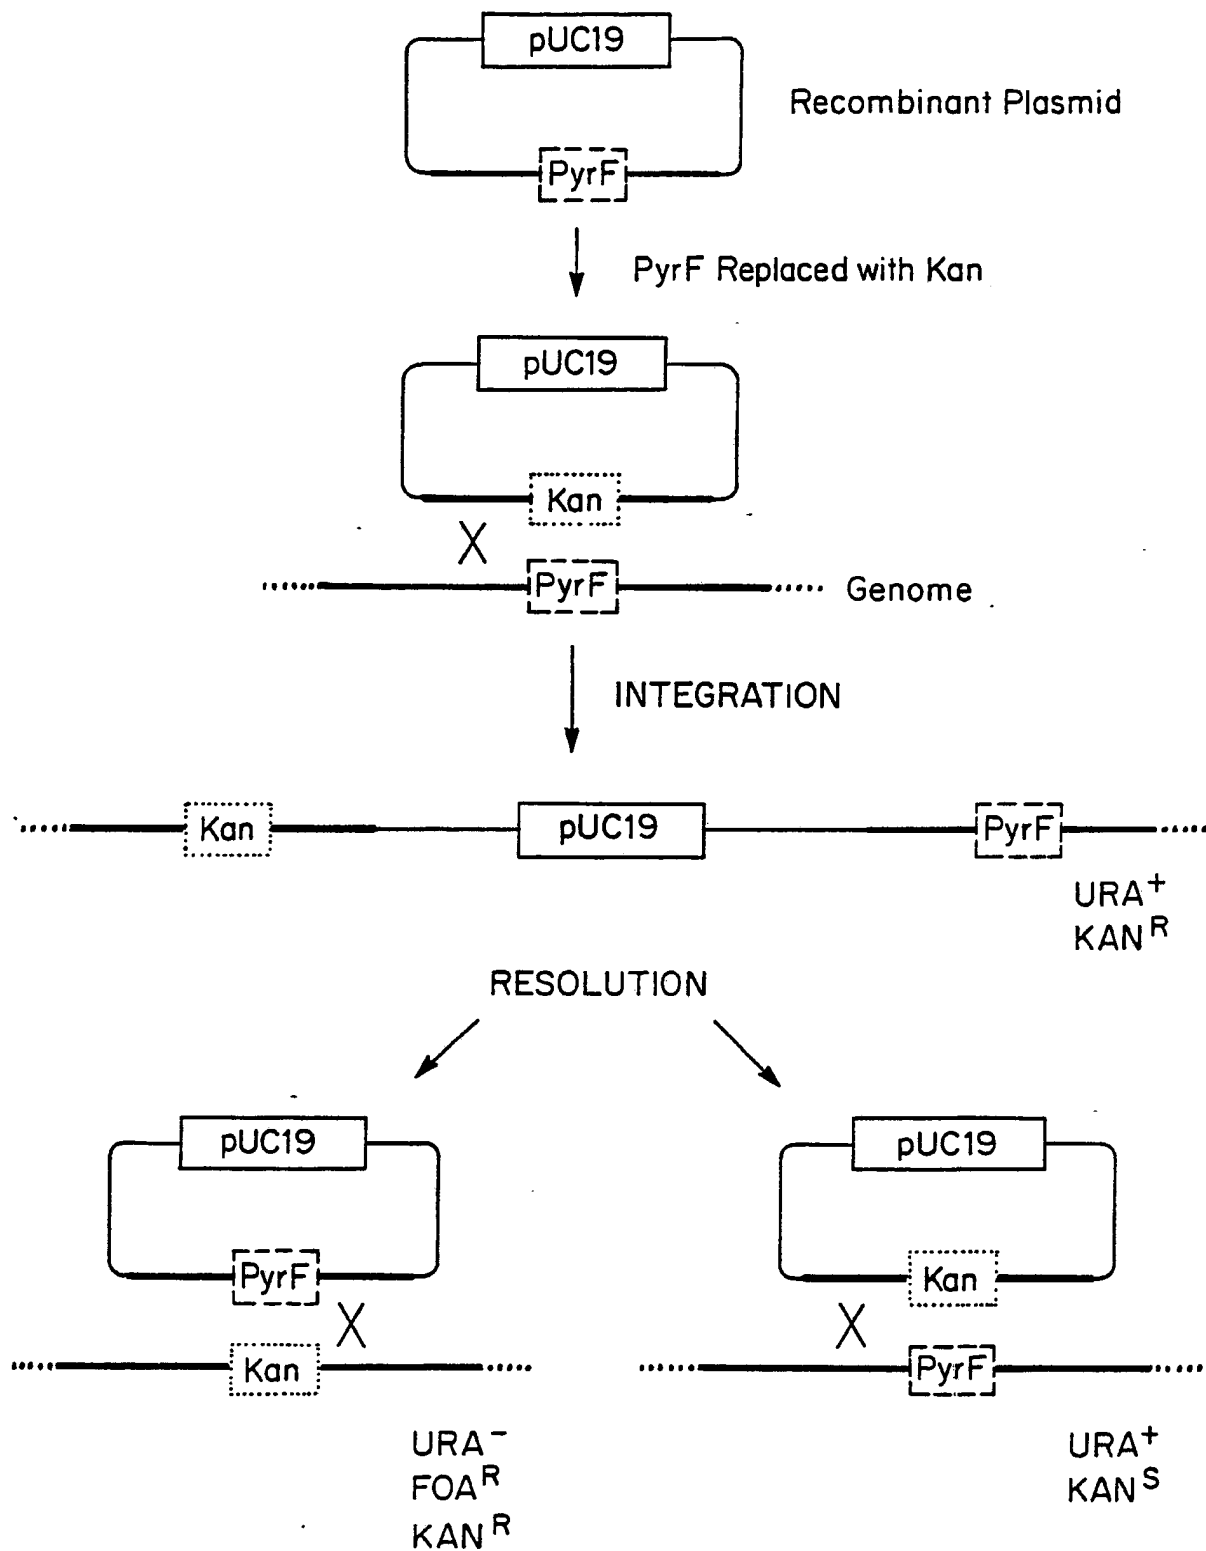 pUC19
Recombinant Plasmid
PyrF
PyrF Replaced with Kan
pUC19
Kan
PyrF
Genome
INTEGRATION
Kan
pUC19
PyrF
URA+
KANR
RESOLUTION
pUC19
PyrF
Kan
URA-
FOAR
KANR
pUC19
Kan
PyrF
URA+
KANS